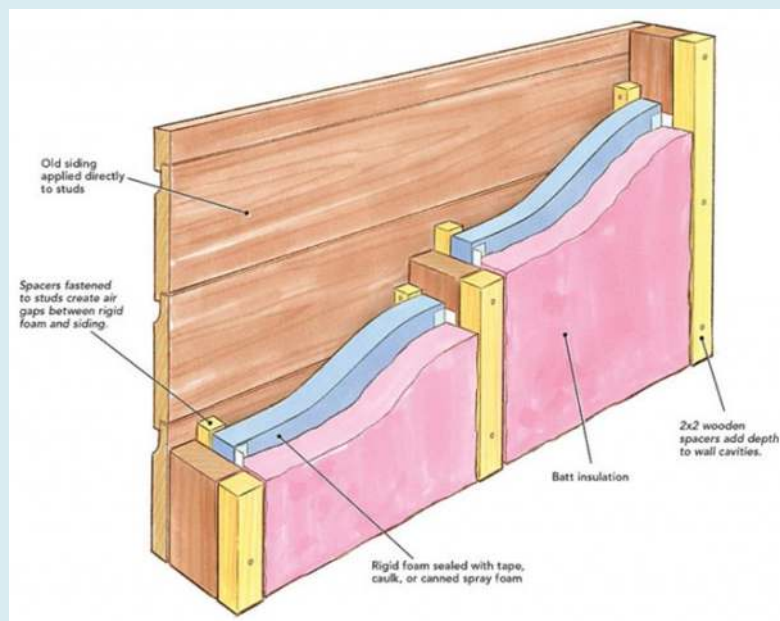 Old siding
applied directly
to studs
Spacers fastened
to studs create air
gaps between rigid
foam and siding.
2x2 wooden
spacers add depth
to wall cavities.
Batt insulation
Rigid foam sealed with tape,
caulk, or canned spray foam